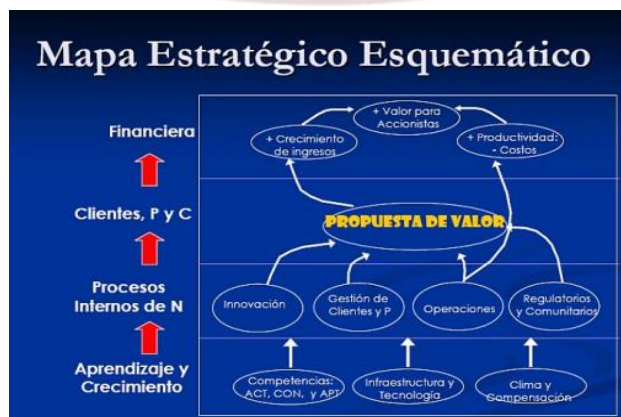 Mapa Estratégico Esquemático
Financiera
+ Valor para
Accionistas
+ Crecimiento
de ingresos
+ Productividad:
- Costos
Clientes, P y C
PROPUESTA DE VALOR
Procesos
Internos de N
Innovación
Gestión de
Clientes y P
Operaciones
Regulatorios
y Comunitarios
Aprendizaje y
Crecimiento
Competencias:
ACT, CON, y APT
Infraestructura y
Tecnología
Clima y
Compensación